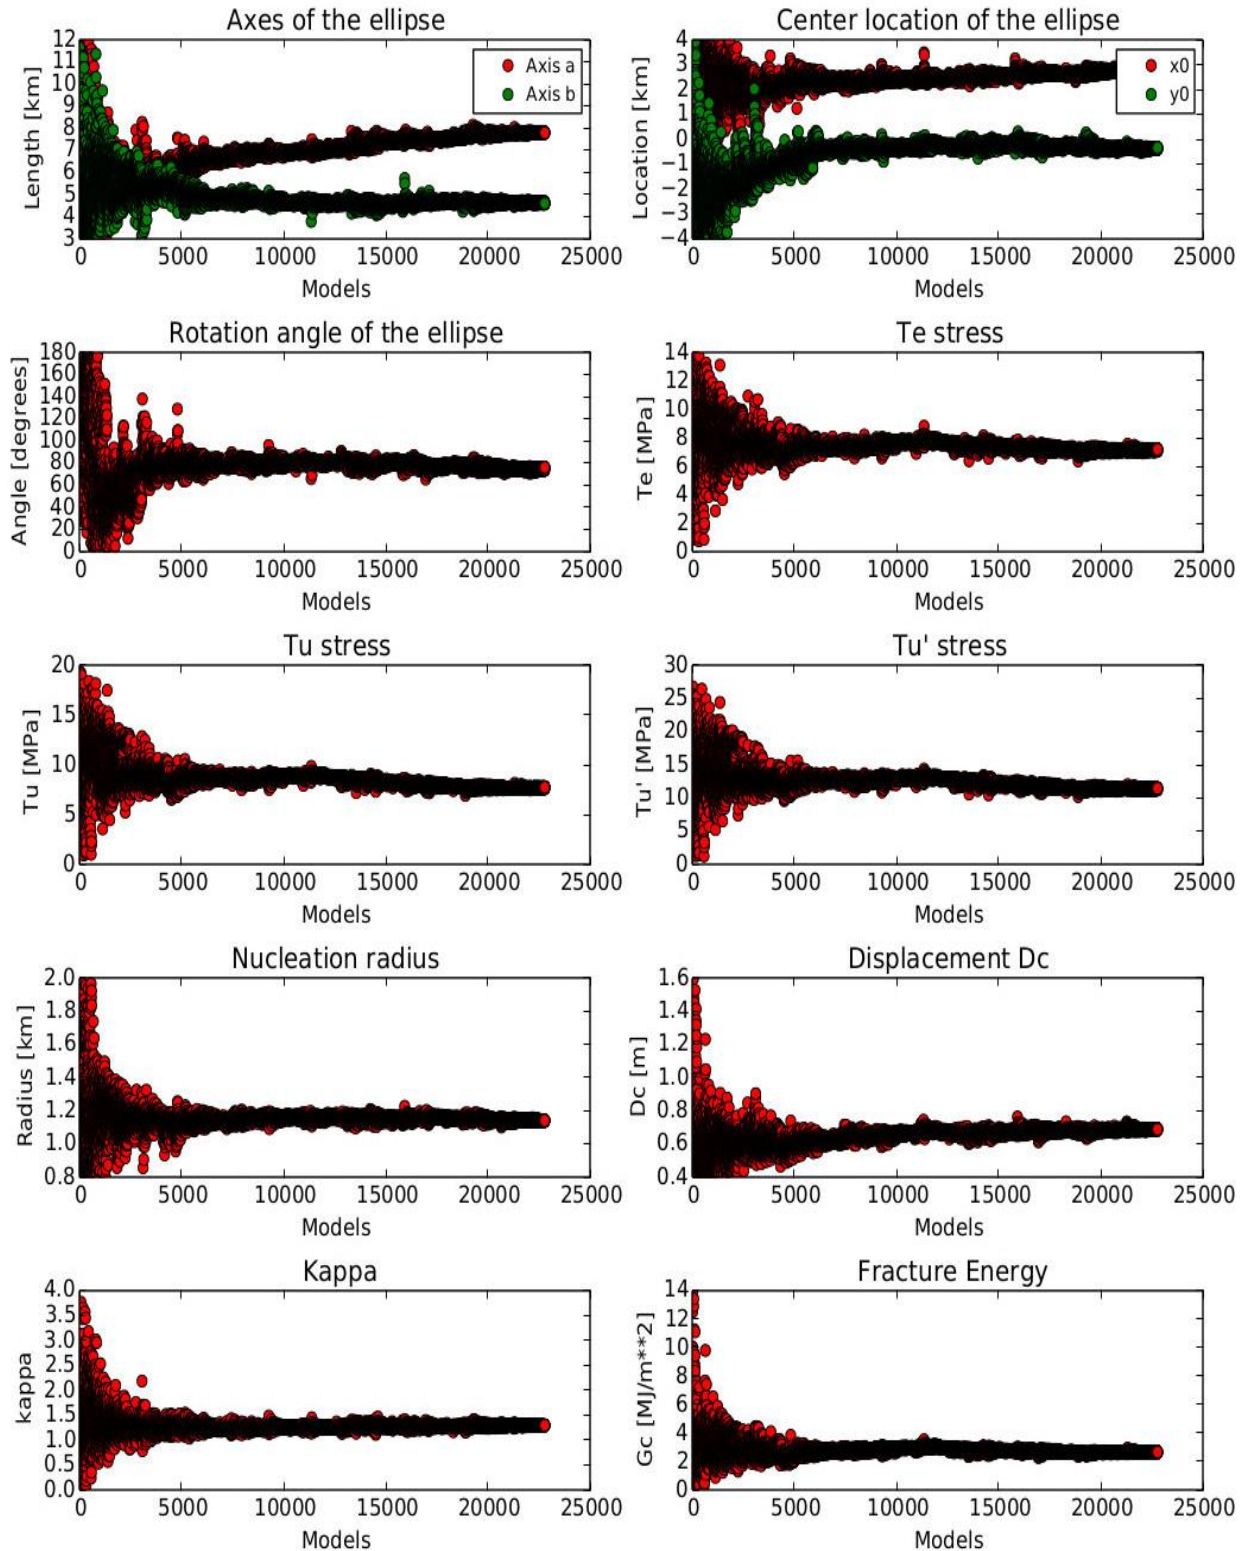 Axes of the ellipse
Length [km]
12
11
10
9
8
7
6
5
4
3
Axis a
Axis b
0 5000 10000 15000 20000 25000
Models
Center location of the ellipse
Location [km]
4
3
2
1
0
−1
−2
−3
−4
x0
y0
0 5000 10000 15000 20000 25000
Models
Rotation angle of the ellipse
Angle [degrees]
180
160
140
120
100
80
60
40
20
0
0 5000 10000 15000 20000 25000
Models
Te stress
Te [MPa]
14
12
10
8
6
4
2
0
0 5000 10000 15000 20000 25000
Models
Tu stress
Tu [MPa]
20
15
10
5
0
0 5000 10000 15000 20000 25000
Models
Tu' stress
Tu' [MPa]
30
25
20
15
10
5
0
0 5000 10000 15000 20000 25000
Models
Nucleation radius
Radius [km]
2.0
1.8
1.6
1.4
1.2
1.0
0.8
0 5000 10000 15000 20000 25000
Models
Displacement Dc
Dc [m]
1.6
1.4
1.2
1.0
0.8
0.6
0.4
0 5000 10000 15000 20000 25000
Models
Kappa
kappa
4.0
3.5
3.0
2.5
2.0
1.5
1.0
0.5
0.0
0 5000 10000 15000 20000 25000
Models
Fracture Energy
Gc [MJ/m**2]
14
12
10
8
6
4
2
0
0 5000 10000 15000 20000 25000
Models